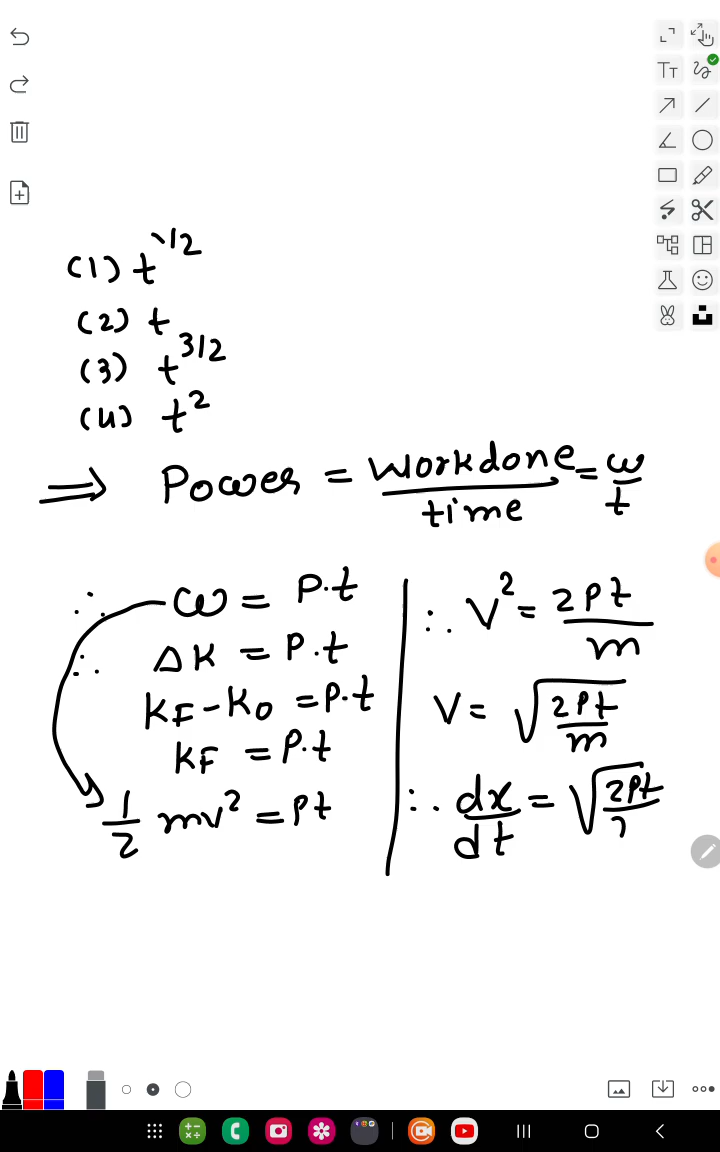 (1) t^1/2
(2) t
(3) t^3/2
(4) t^2
⇒ Power = workdone/time = ω/t
∴ ω = P.t
∴ ΔK = P.t
KF - K0 = P.t
KF = P.t
1/2 mv^2 = Pt
∴ V^2 = 2Pt/m
V = √(2Pt/m)
∴ dx/dt = √(2Pt/
TT